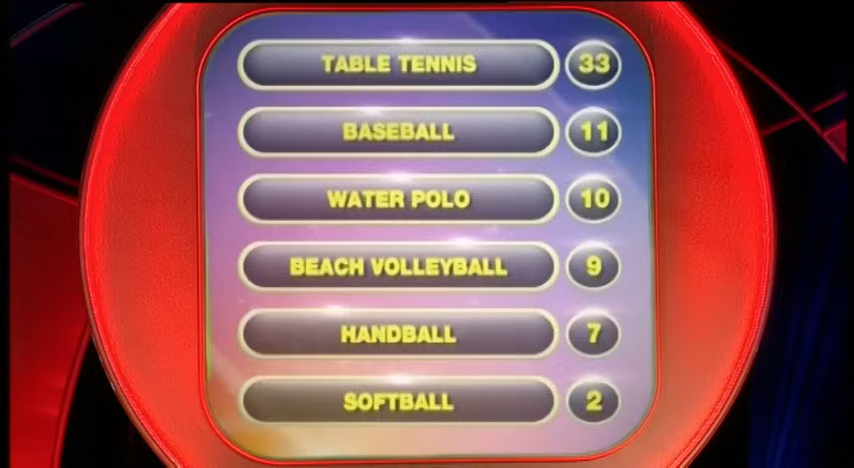 TABLE TENNIS 33
BASEBALL 11
WATER POLO 10
BEACH VOLLEYBALL 9
HANDBALL 7
SOFTBALL 2